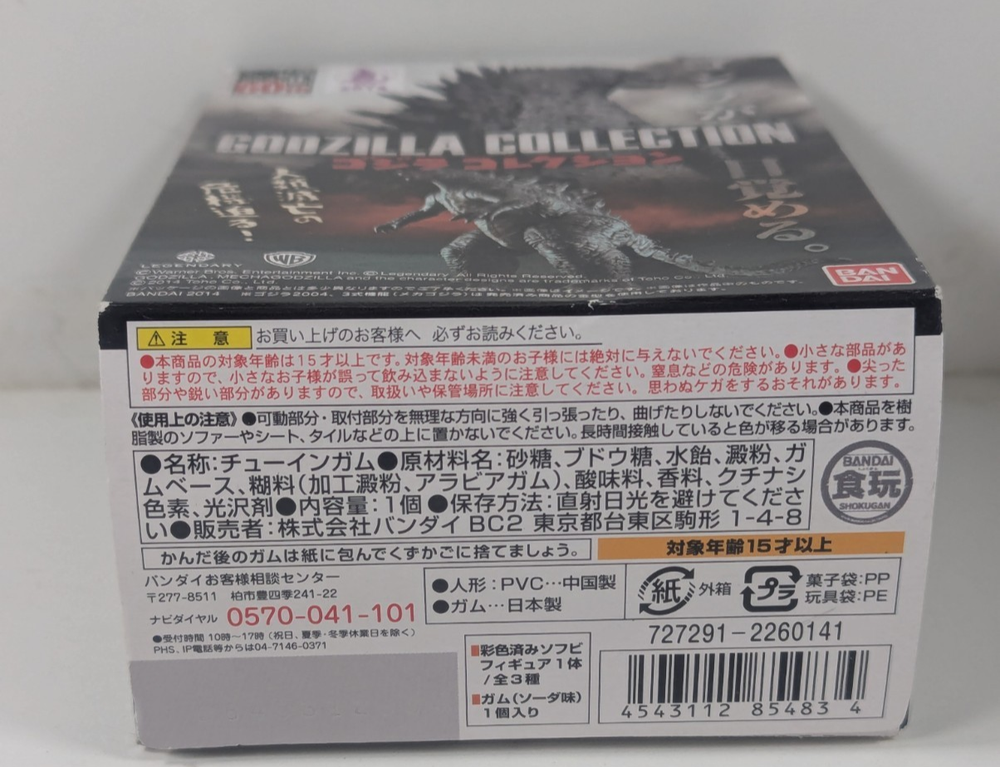 GODZILLA COLLECTION
目覚める。
LEGENDARY
WB
©Warner Bros. Entertainment Inc. ©Legendary All Rights Reserved.
GODZILLA, MECHAGODZILLA and the character designs are trademarks of Toho Co., Ltd.
©2014 Toho Co., Ltd.
BANDAI 2014
BANDAI
⚠注 意
お買い上げのお客様へ 必ずお読みください。
●本商品の対象年齢は15才以上です。対象年齢未満のお子様には絶対に与えないでください。●小さな部品があ
りますので、小さなお子様が誤って飲み込まないように注意してください。窒息などの危険があります。●尖った
部分や鋭い部分がありますので、取扱いや保管場所に注意してください。思わぬケガをするおそれがあります。
《使用上の注意》●可動部分・取付部分を無理な方向に強く引っ張ったり、曲げたりしないでください。●本商品を樹
脂製のソファーやシート、タイルなどの上に置かないでください。長時間接触していると色が移る場合があります。
●名称:チューインガム●原材料名:砂糖、ブドウ糖、水飴、澱粉、ガ
ムベース、糊料(加工澱粉、アラビアガム)、酸味料、香料、クチナシ
色素、光沢剤●内容量:1個●保存方法:直射日光を避けてくださ
い●販売者:株式会社バンダイ BC2 東京都台東区駒形 1-4-8
BANDAI
食玩
SHOKUGAN
かんだ後のガムは紙に包んでくずかごに捨てましょう。
対象年齢15才以上
バンダイお客様相談センター
〒277-8511 柏市豊四季241-22
ナビダイヤル 0570-041-101
●受付時間 10時〜17時(祝日、夏季・冬季休業日を除く)
PHS、IP電話等からは04-7146-0371
●人形:PVC…中国製
●ガム…日本製
紙 外箱
プラ 菓子袋:PP
玩具袋:PE
727291-2260141
■彩色済みソフビ
フィギュア1体
/全3種
■ガム(ソーダ味)
1個入り
4543112 85483 4